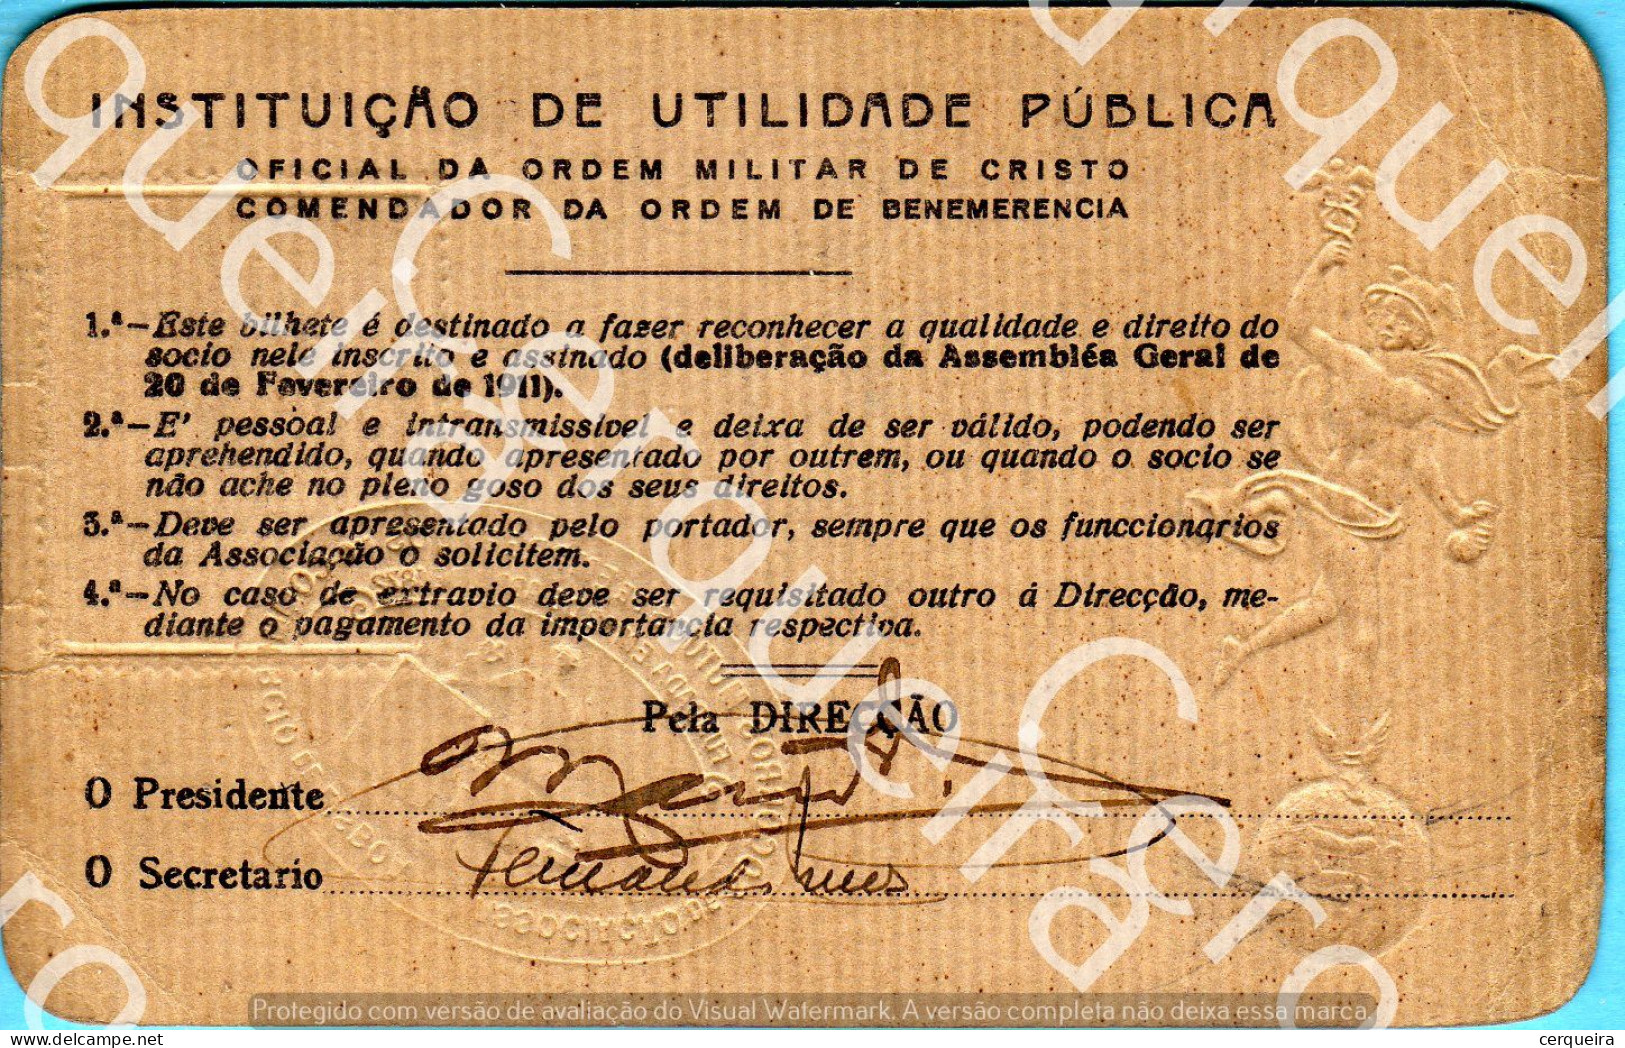 INSTITUIÇÃO DE UTILIDADE PÚBLICA
OFICIAL DA ORDEM MILITAR DE CRISTO
COMENDADOR DA ORDEM DE BENEMERENCIA
1.ª—Este bilhete é destinado a fazer reconhecer a qualidade e direito do
socio nele inscrito e assinado (deliberação da Assembléa Geral de
20 de Fevereiro de 1911).
2.ª—E' pessoal e intransmissivel e deixa de ser válido, podendo ser
aprehendido, quando apresentado por outrem, ou quando o socio se
não ache no pleno goso dos seus direitos.
3.ª—Deve ser apresentado pelo portador, sempre que os funccionarios
da Associação o solicitem.
4.ª—No caso de extravio deve ser requisitado outro á Direcção, me-
diante o pagamento da importancia respectiva.
Pela DIRECÇÃO
O Presidente
O Secretario
Protegido com versão de avaliação do Visual Watermark. A versão completa não deixa essa marca.
cerqueira